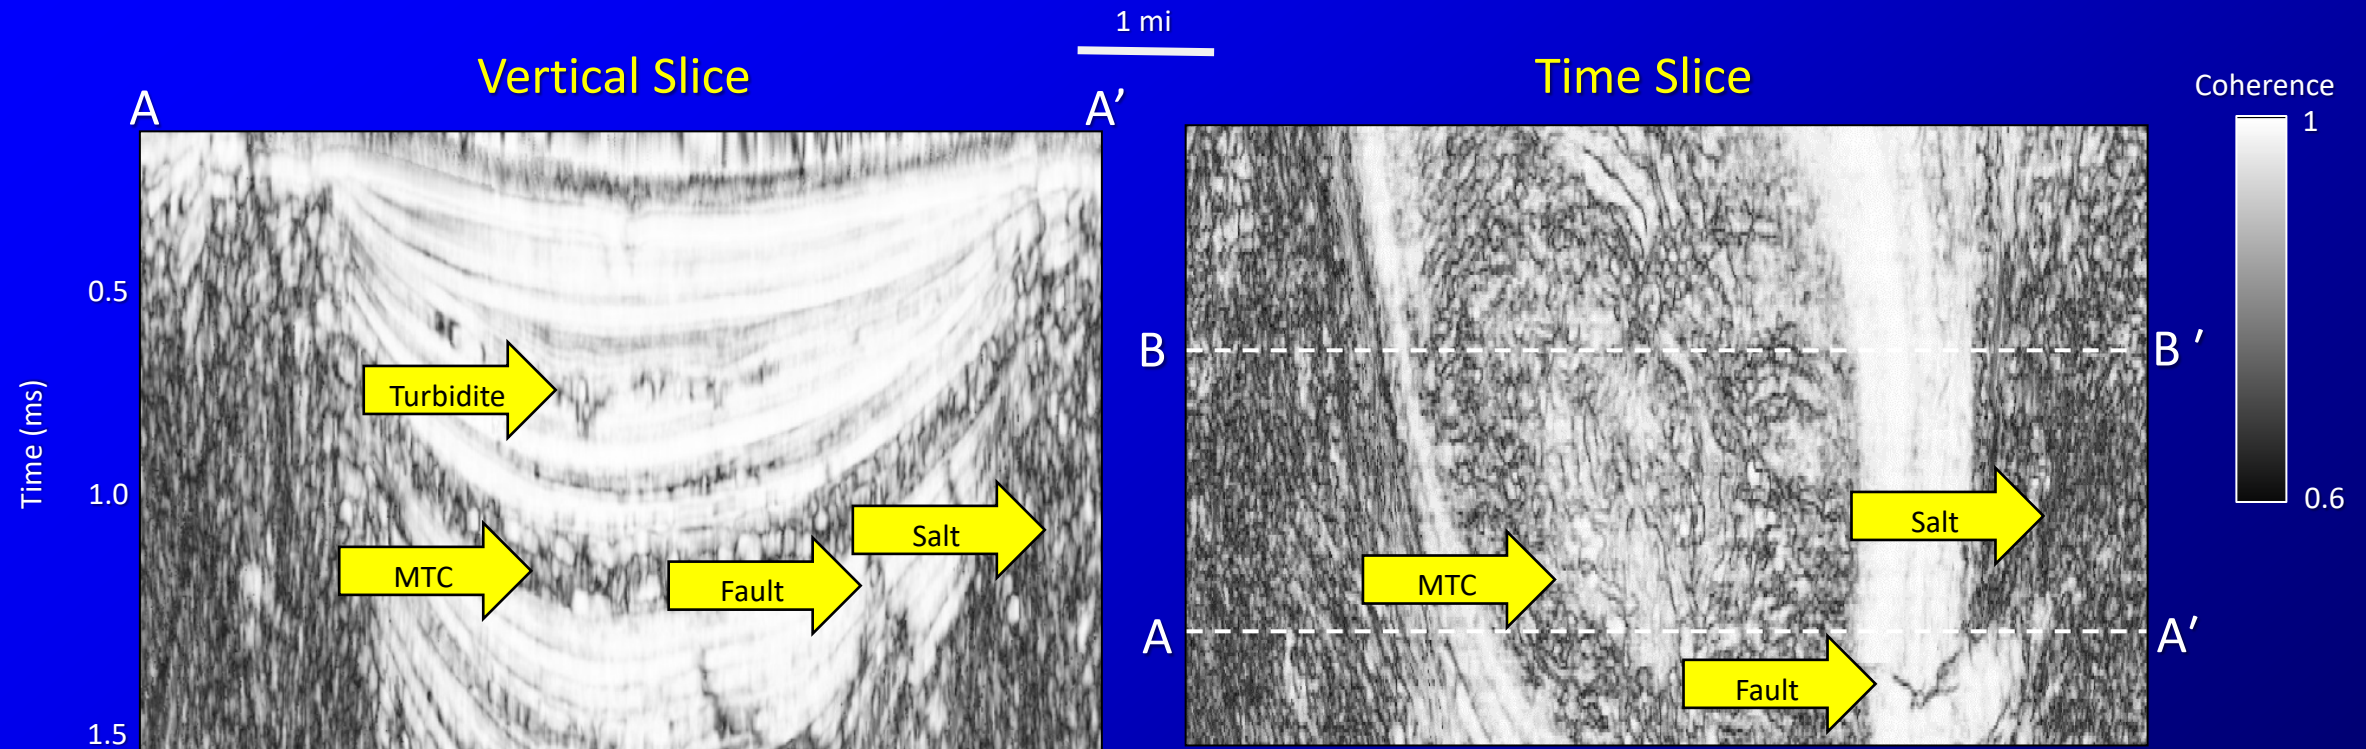 1 mi
Vertical Slice
Time Slice
Coherence
A
A’
1
0.5
Turbidite
B
B ’
1.0
Time (ms)
Salt
Salt
0.6
MTC
Fault
MTC
A
A’
Fault
1.5